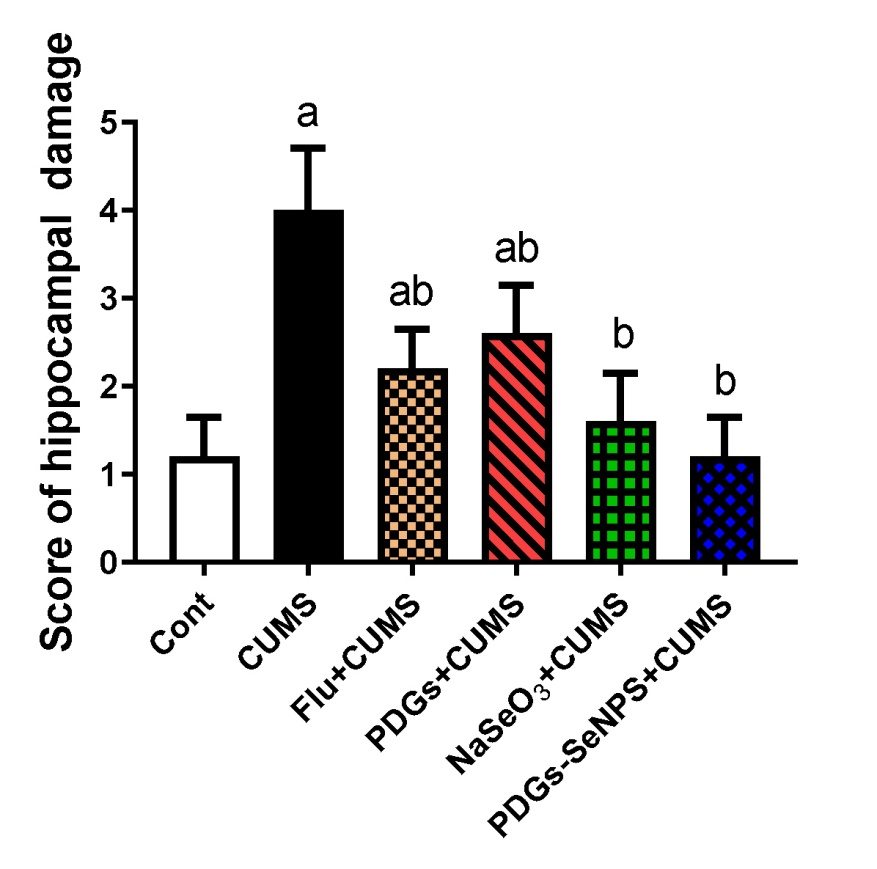 Score of hippocampal damage
5
4
3
2
1
0
a
ab
ab
b
b
Cont
CUMS
Flu+CUMS
PDGs+CUMS
NaSeO₃+CUMS
PDGs-SeNPS+CUMS